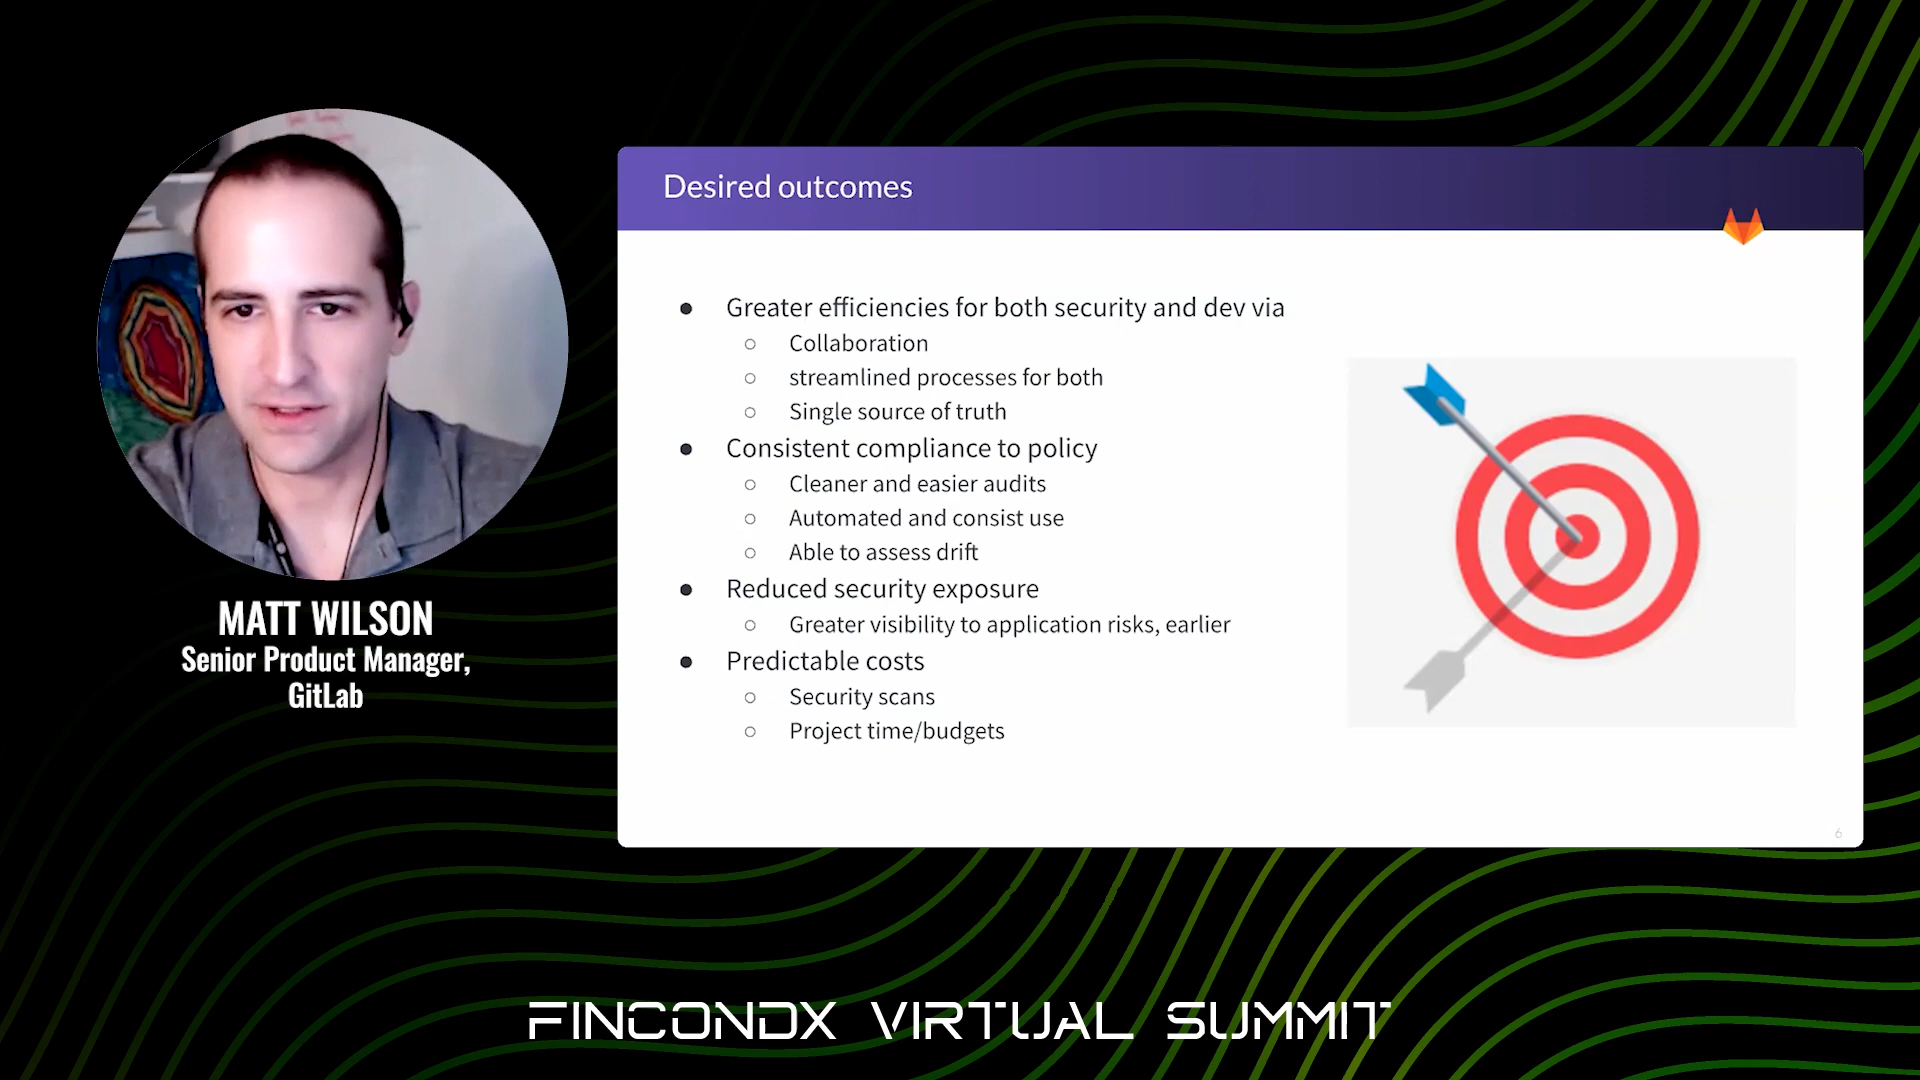 MATT WILSON
Senior Product Manager,
GitLab
Desired outcomes
● Greater efficiencies for both security and dev via
○ Collaboration
○ streamlined processes for both
○ Single source of truth
● Consistent compliance to policy
○ Cleaner and easier audits
○ Automated and consist use
○ Able to assess drift
● Reduced security exposure
○ Greater visibility to application risks, earlier
● Predictable costs
○ Security scans
○ Project time/budgets
6
FINCONDX VIRTUAL SUMMIT